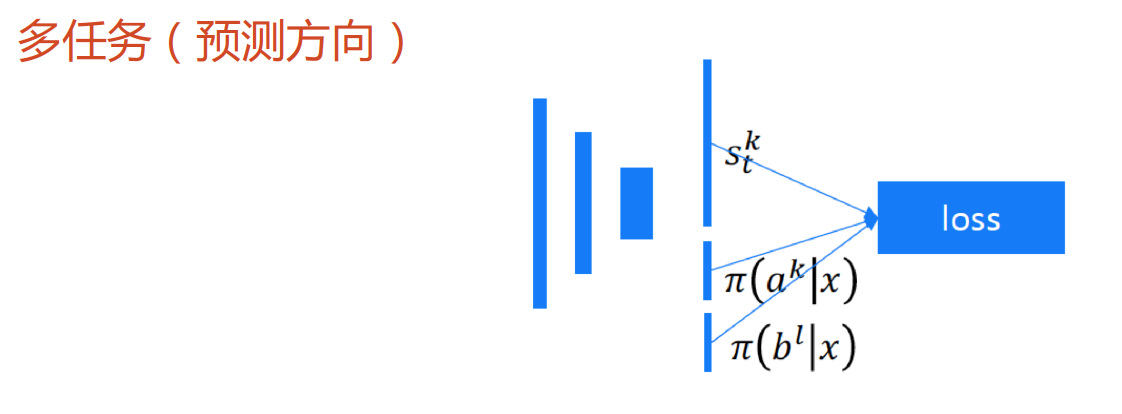 多任务（预测方向）
s_t^k
loss
π(a^k|x)
π(b^l|x)